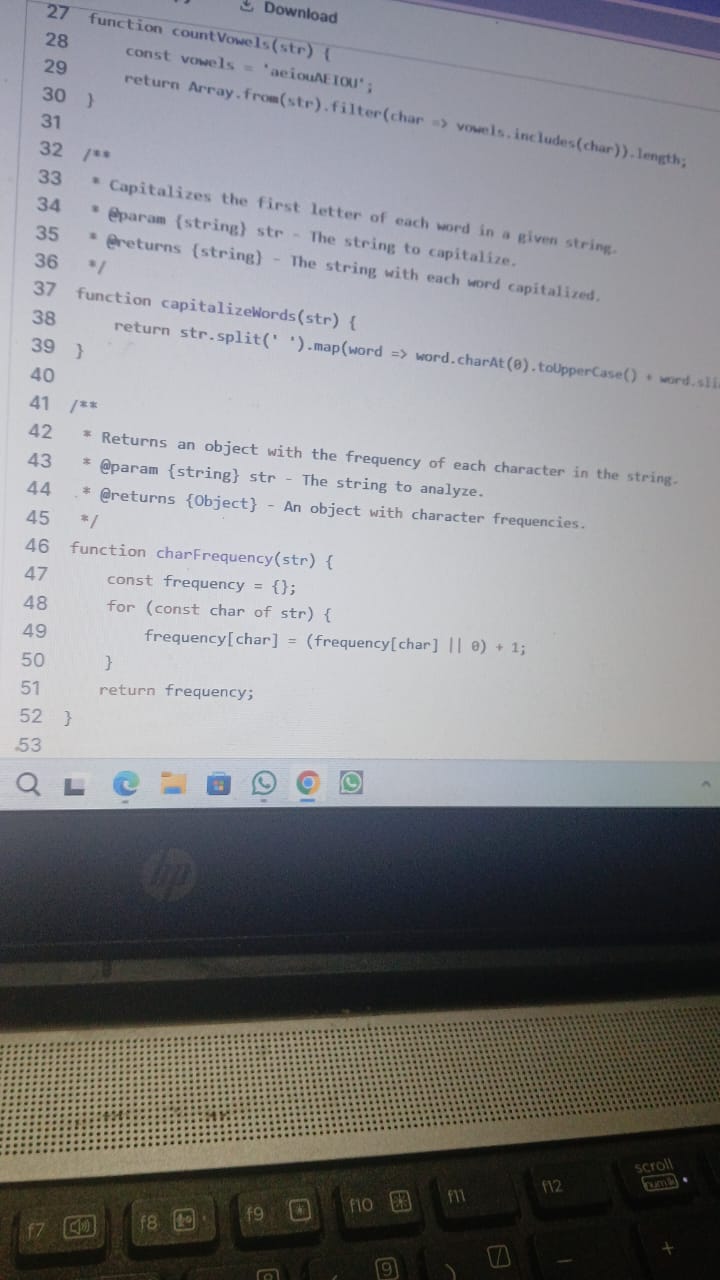 Download
27 function countVowels(str) {
28 const vowels = 'aeiouAEIOU';
29 return Array.from(str).filter(char => vowels.includes(char)).length;
30 }
31
32 /**
33 * Capitalizes the first letter of each word in a given string.
34 * @param {string} str - The string to capitalize.
35 * @returns {string} - The string with each word capitalized.
36 */
37 function capitalizeWords(str) {
38 return str.split(' ').map(word => word.charAt(0).toUpperCase() + word.sli
39 }
40
41 /**
42 * Returns an object with the frequency of each character in the string.
43 * @param {string} str - The string to analyze.
44 * @returns {Object} - An object with character frequencies.
45 */
46 function charFrequency(str) {
47 const frequency = {};
48 for (const char of str) {
49 frequency[char] = (frequency[char] || 0) + 1;
50 }
51 return frequency;
52 }
53
hp
f7 f8 f9 f10 f11 f12 scroll
num lk
9 ) / _ +